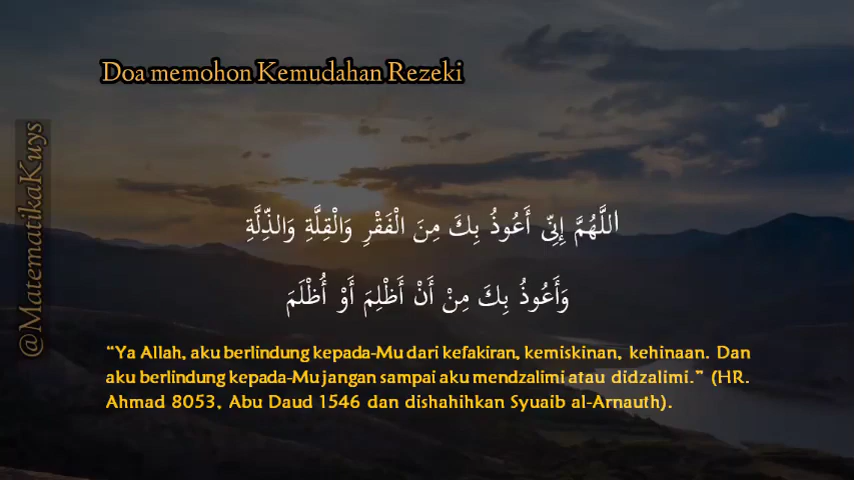 Doa memohon Kemudahan Rezeki
@MatematikaKuys
اللَّهُمَّ إِنِّى أَعُوذُ بِكَ مِنَ الْفَقْرِ وَالْقِلَّةِ وَالذِّلَّةِ
وَأَعُوذُ بِكَ مِنْ أَنْ أَظْلِمَ أَوْ أُظْلَمَ
“Ya Allah, aku berlindung kepada-Mu dari kefakiran, kemiskinan, kehinaan. Dan
aku berlindung kepada-Mu jangan sampai aku mendzalimi atau didzalimi.” (HR.
Ahmad 8053, Abu Daud 1546 dan dishahihkan Syuaib al-Arnauth).